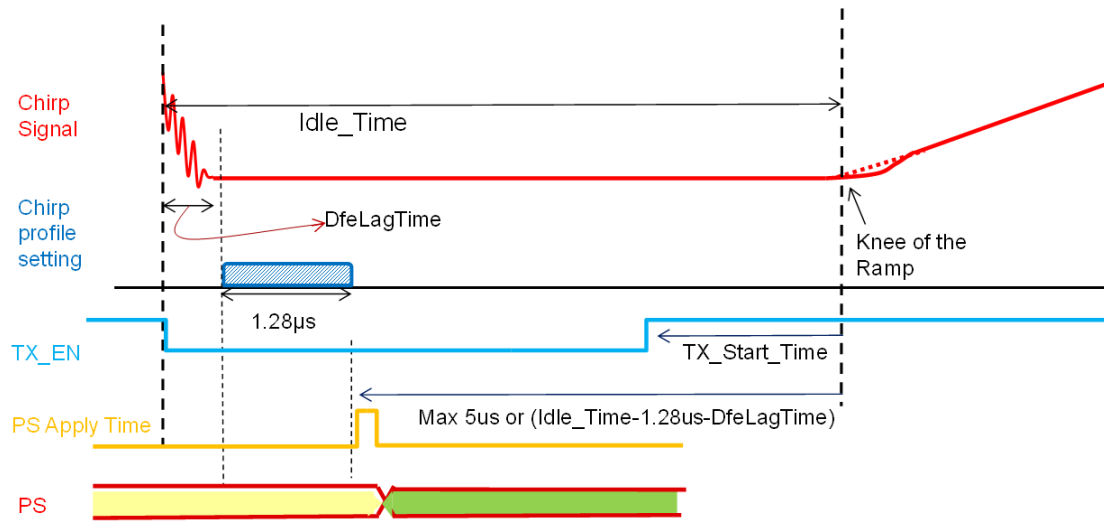 Chirp
Signal
Idle_Time
Chirp
profile
setting
DfeLagTime
Knee of the
Ramp
1.28µs
TX_EN
TX_Start_Time
PS Apply Time
Max 5us or (Idle_Time-1.28us-DfeLagTime)
PS